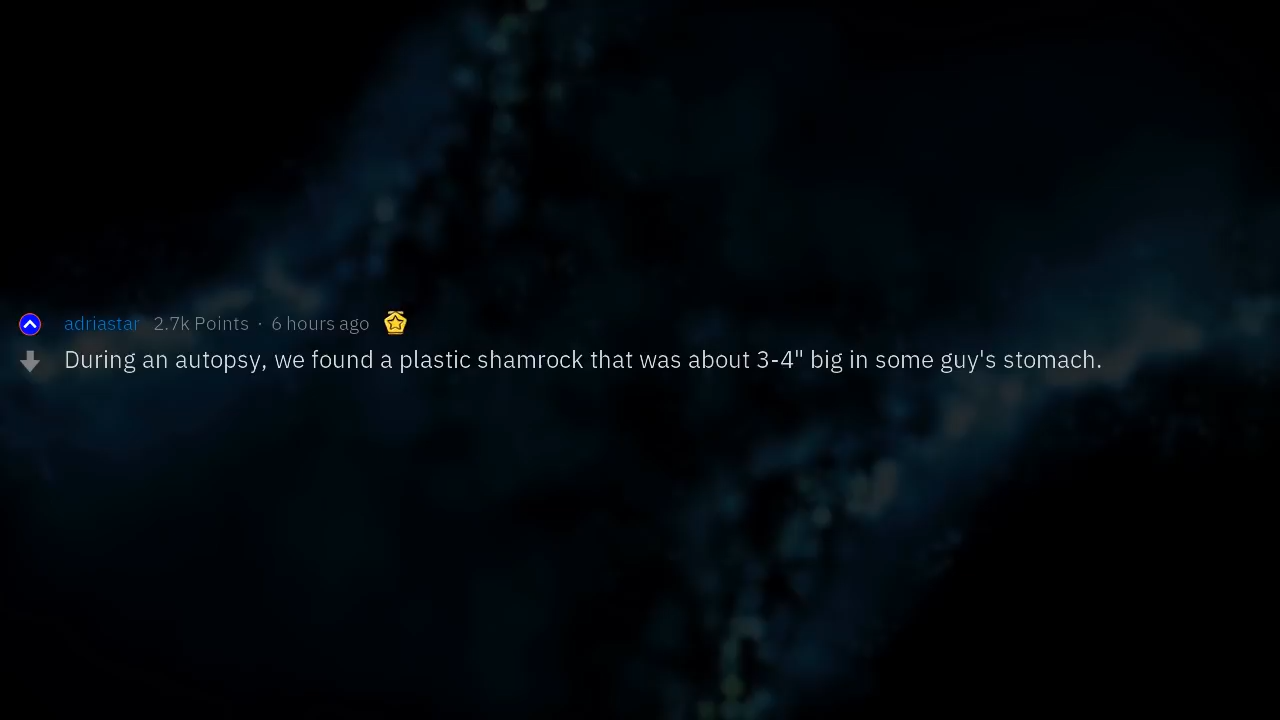 adriastar 2.7k Points · 6 hours ago
During an autopsy, we found a plastic shamrock that was about 3-4" big in some guy's stomach.